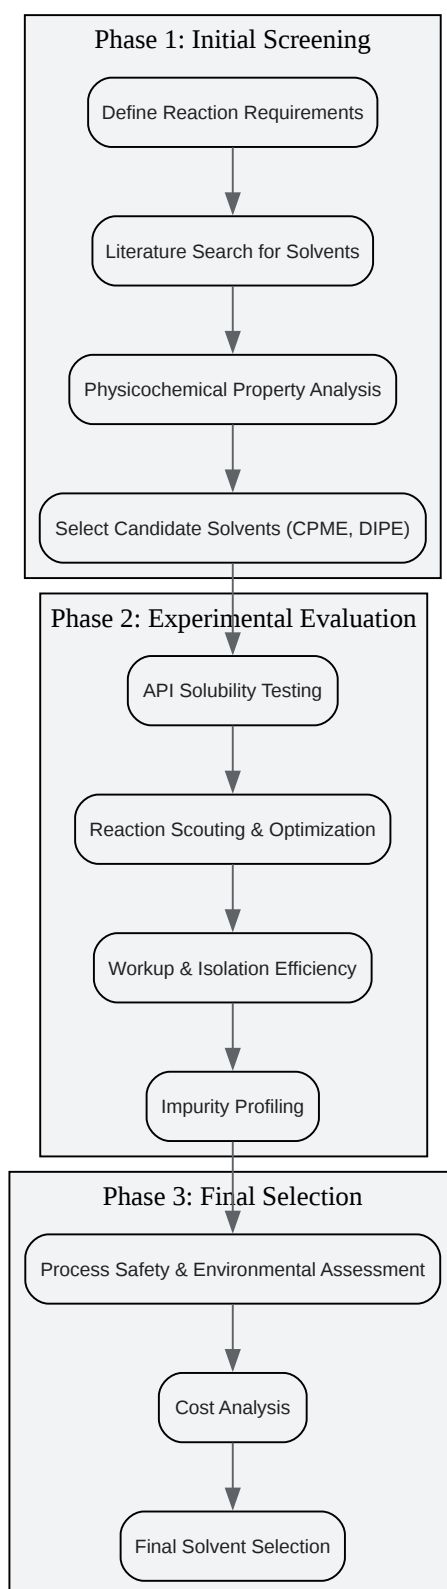 Phase 1: Initial Screening
Define Reaction Requirements
Literature Search for Solvents
Physicochemical Property Analysis
Select Candidate Solvents (CPME, DIPE)
Phase 2: Experimental Evaluation
API Solubility Testing
Reaction Scouting & Optimization
Workup & Isolation Efficiency
Impurity Profiling
Phase 3: Final Selection
Process Safety & Environmental Assessment
Cost Analysis
Final Solvent Selection